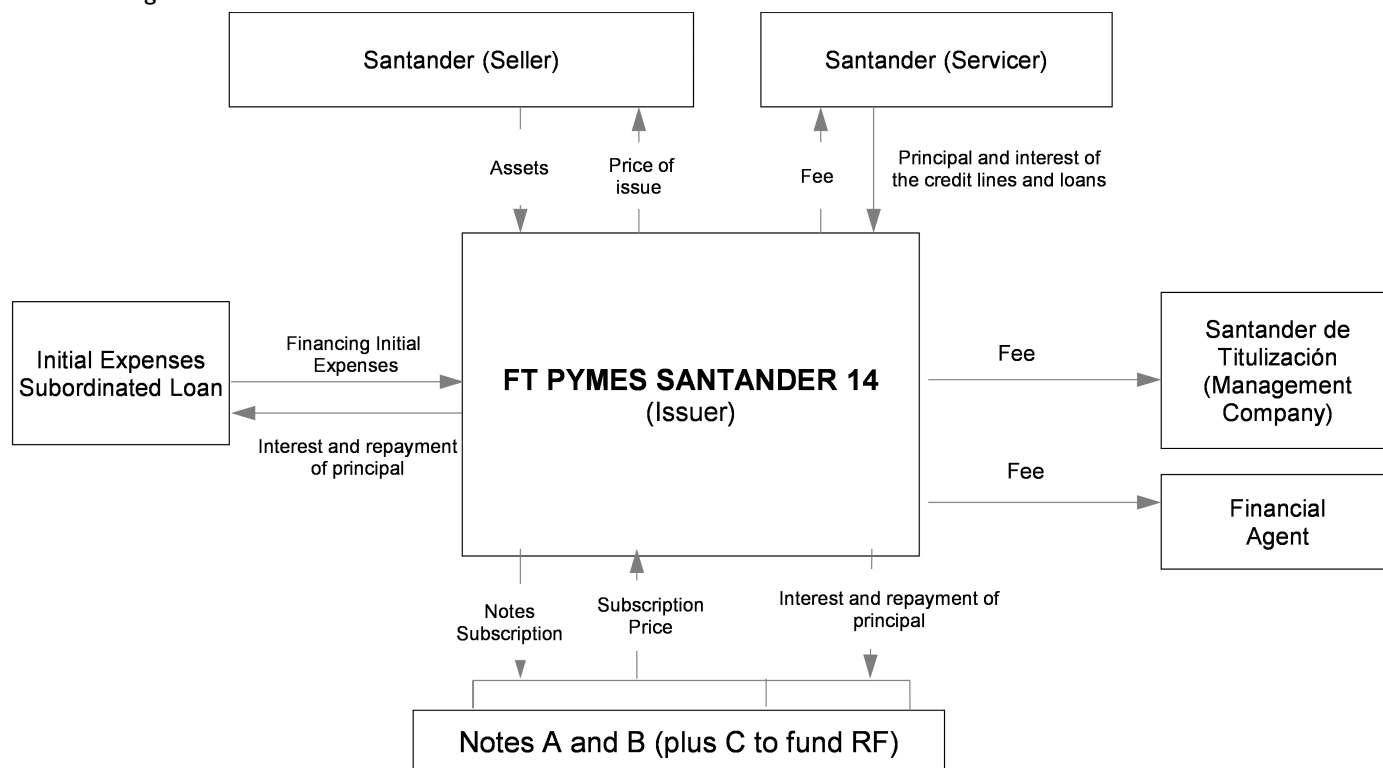 Santander (Seller)
Santander (Servicer)
Assets
Price of
issue
Fee
Principal and interest of
the credit lines and loans
Initial Expenses
Subordinated Loan
Financing Initial
Expenses
Interest and repayment
of principal
FT PYMES SANTANDER 14
(Issuer)
Fee
Santander de
Titulización
(Management
Company)
Fee
Financial
Agent
Notes
Subscription
Subscription
Price
Interest and repayment of
principal
Notes A and B (plus C to fund RF)